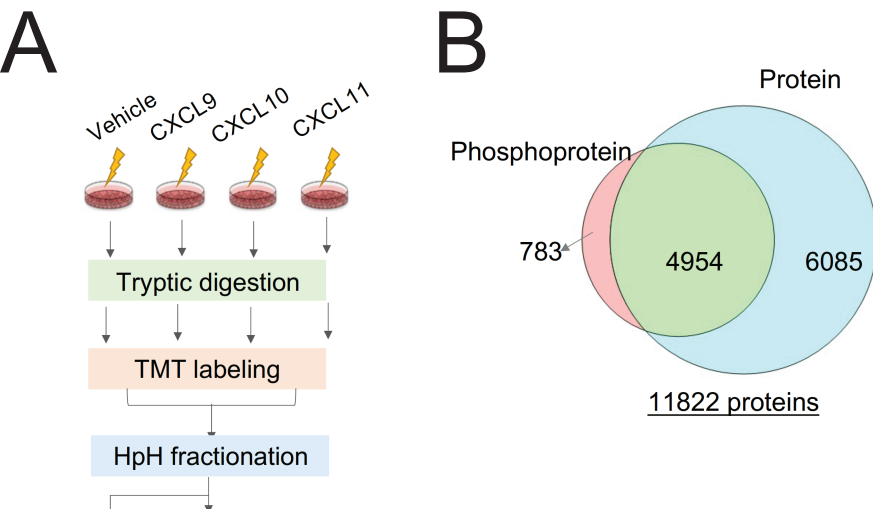 A
B
Vehicle
CXCL9
CXCL10
CXCL11
Tryptic digestion
TMT labeling
HpH fractionation
Protein
Phosphoprotein
783
4954
6085
11822 proteins